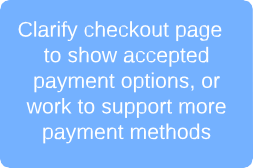 Clarify checkout page
to show accepted
payment options, or
work to support more
payment methods